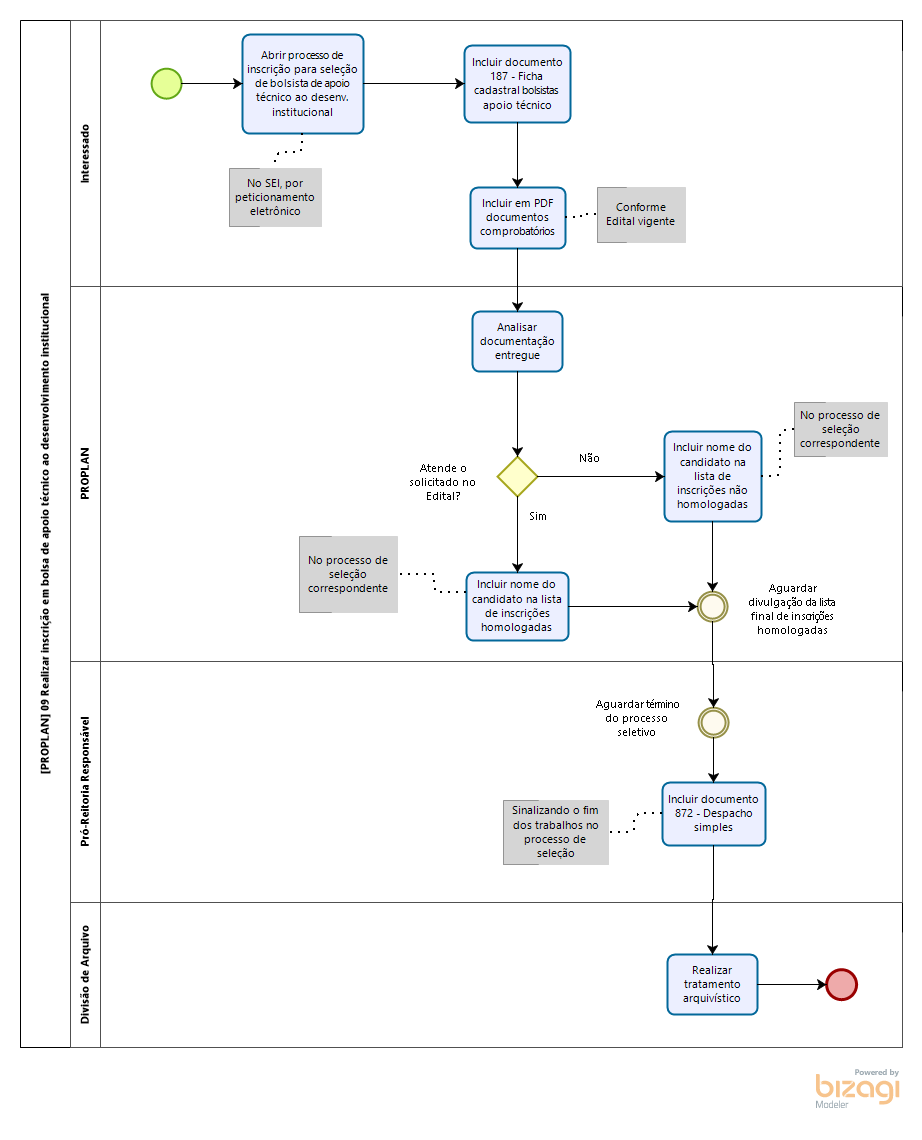 [PROPLAN] 09 Realizar inscrição em bolsa de apoio técnico ao desenvolvimento institucional
Interessado
Abrir processo de
inscrição para seleção
de bolsista de apoio
técnico ao desenv.
institucional
Incluir documento
187 - Ficha
cadastral bolsistas
apoio técnico
No SEI, por
peticionamento
eletrônico
Incluir em PDF
documentos
comprobatórios
Conforme
Edital vigente
PROPLAN
Analisar
documentação
entregue
Atende o
solicitado no
Edital?
Não
Sim
Incluir nome do
candidato na
lista de
inscrições não
homologadas
No processo de
seleção
correspondente
No processo de
seleção
correspondente
Incluir nome do
candidato na lista
de inscrições
homologadas
Aguardar
divulgação da lista
final de inscrições
homologadas
Pró-Reitoria Responsável
Aguardar término
do processo
seletivo
Incluir documento
872 - Despacho
simples
Sinalizando o fim
dos trabalhos no
processo de
seleção
Divisão de Arquivo
Realizar
tratamento
arquivístico
Powered by
bizagi
Modeler